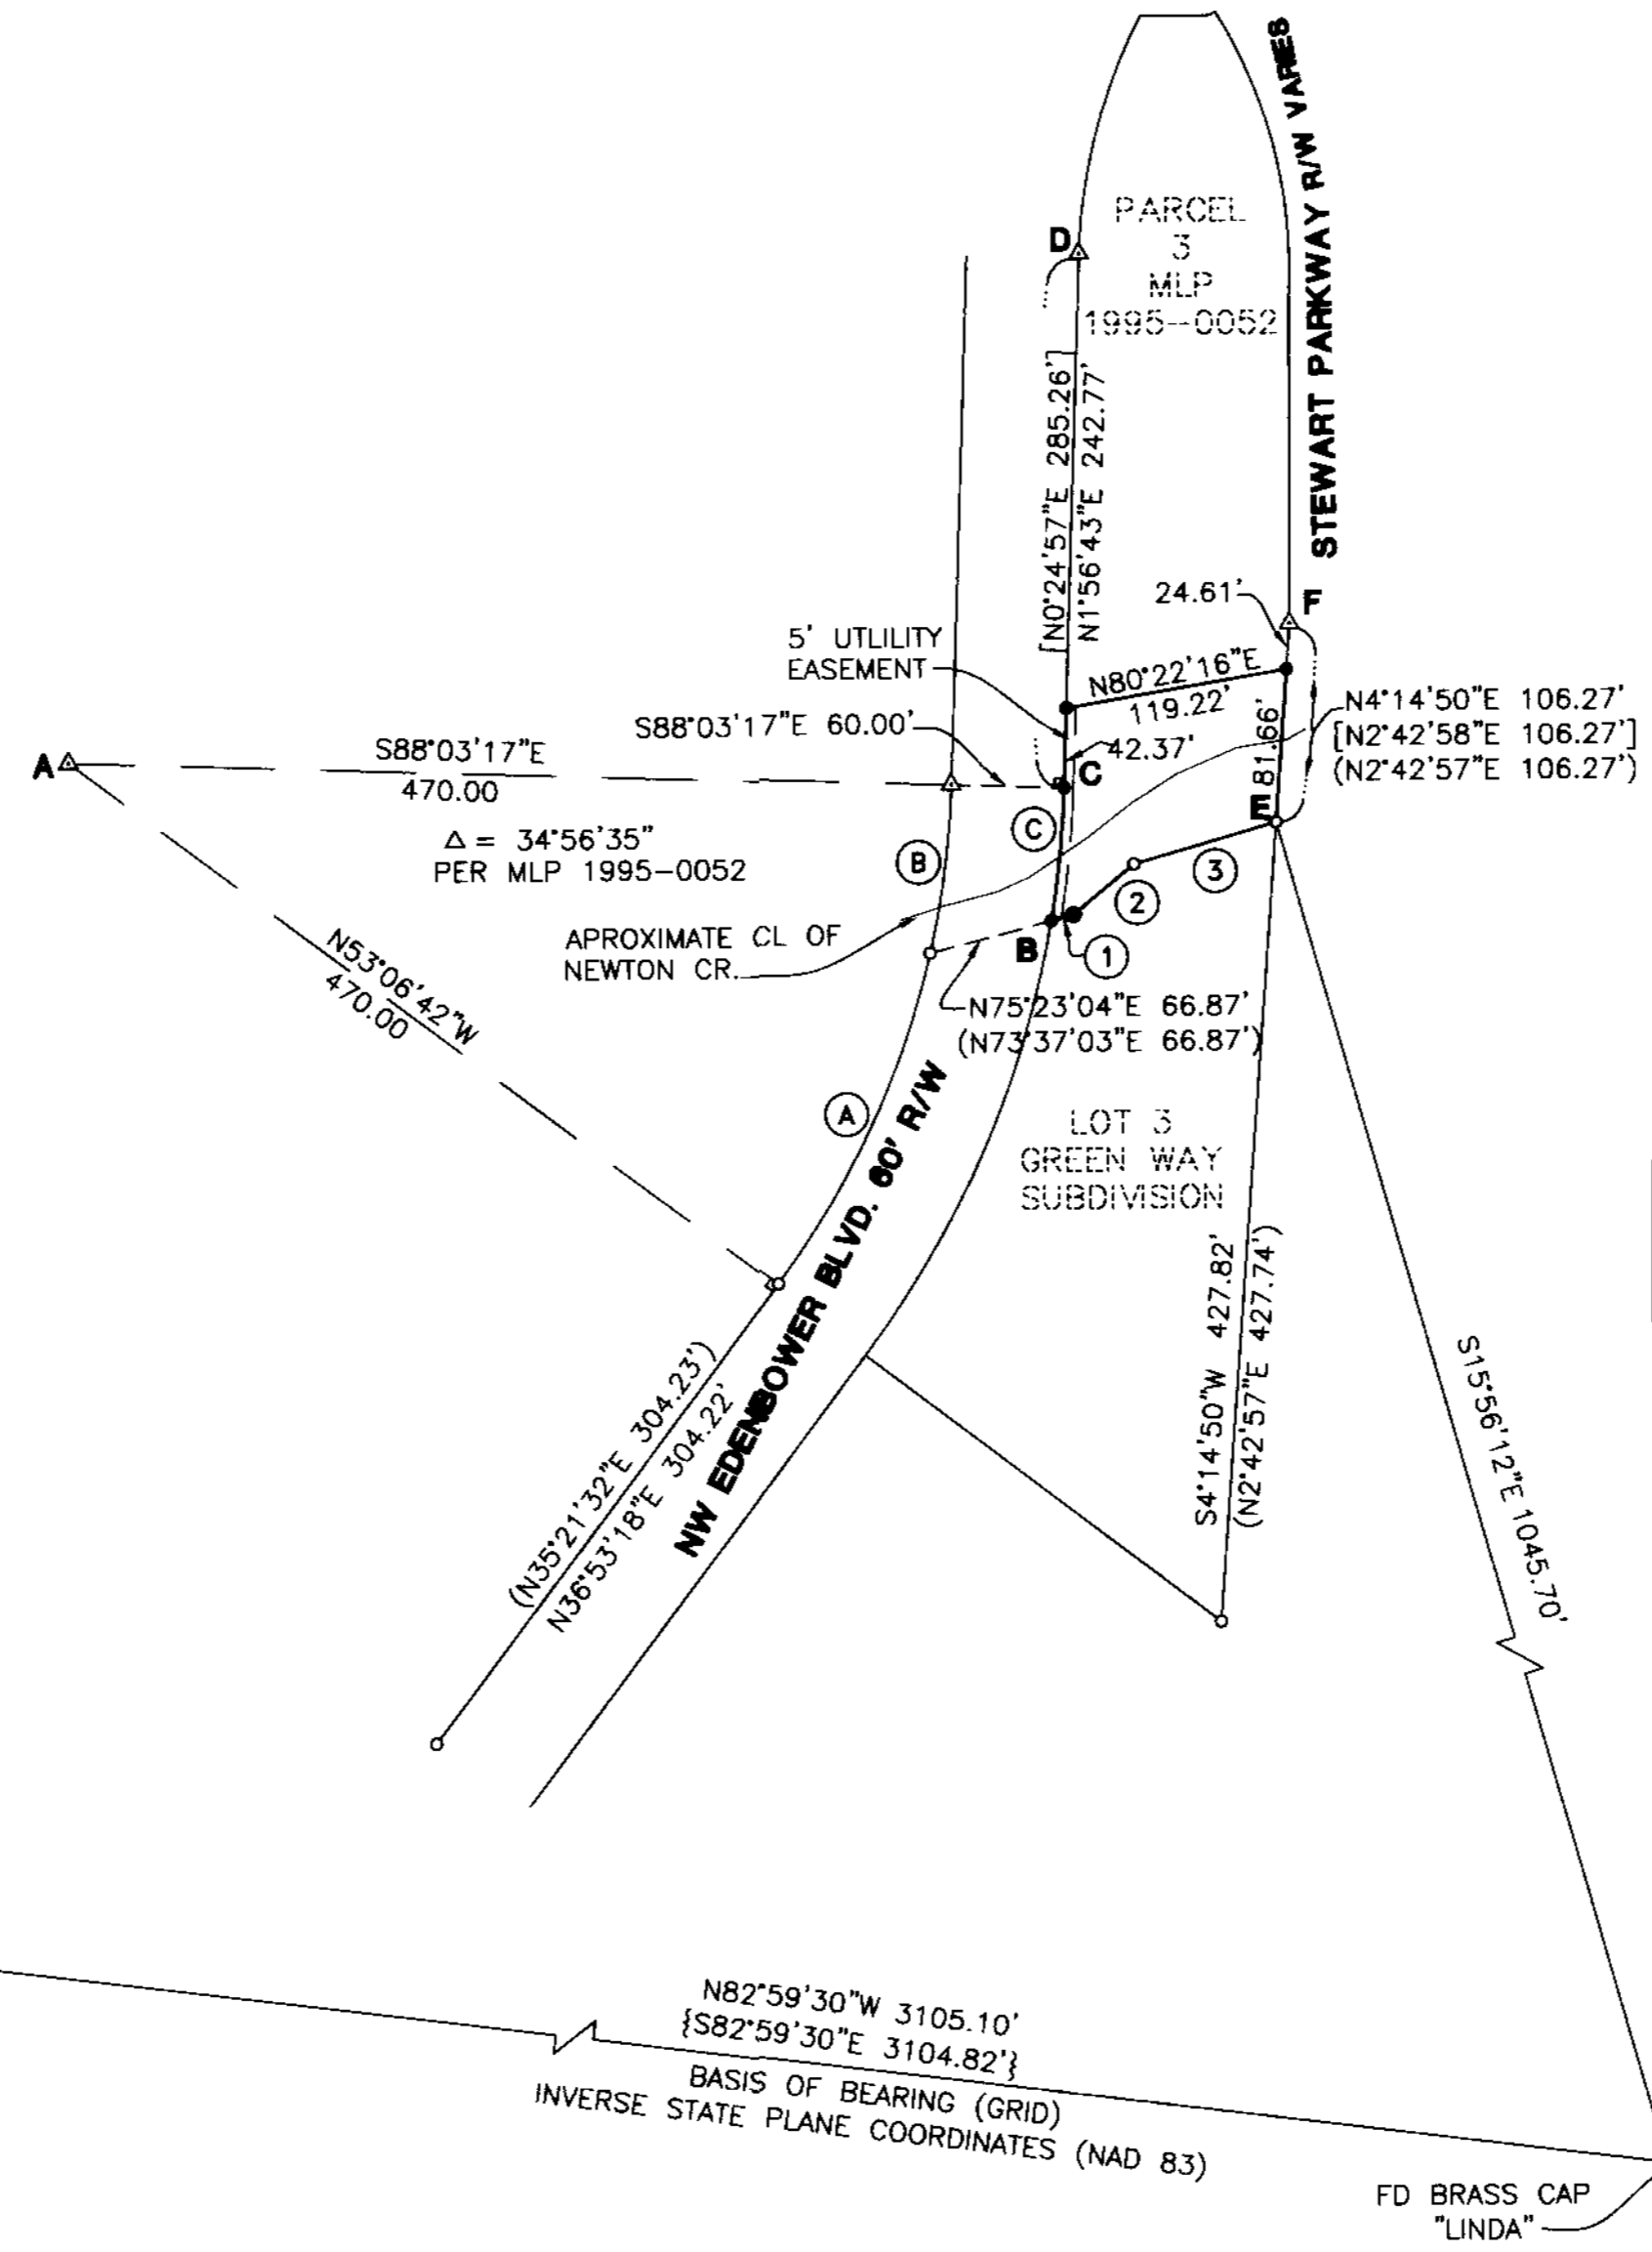 STEWART PARKWAY R/W VARIES
PARCEL
3
MLP
1995-0052
D
[N0°24'57"E 285.26']
N1°56'43"E 242.77'
24.61'
F
5' UTLILITY
EASEMENT
N80°22'16"E
119.22'
S88°03'17"E 60.00'
42.37'
N4°14'50"E 106.27'
[N2°42'58"E 106.27']
(N2°42'57"E 106.27')
A
S88°03'17"E
470.00
C
81.66'
E
Δ = 34°56'35"
PER MLP 1995-0052
B
C
3
2
APROXIMATE CL OF
NEWTON CR.
B
1
N53°06'42"W
470.00
N75°23'04"E 66.87'
(N73°37'03"E 66.87')
A
NW EDENBOWER BLVD. 60' R/W
LOT 3
GREEN WAY
SUBDIVISION
S4°14'50"W 427.82'
(N2°42'57"E 427.74')
(N35°21'32"E 304.23')
N36°53'18"E 304.22'
S15°56'12"E 1045.70'
N82°59'30"W 3105.10'
{S82°59'30"E 3104.82'}
BASIS OF BEARING (GRID)
INVERSE STATE PLANE COORDINATES (NAD 83)
FD BRASS CAP
"LINDA"